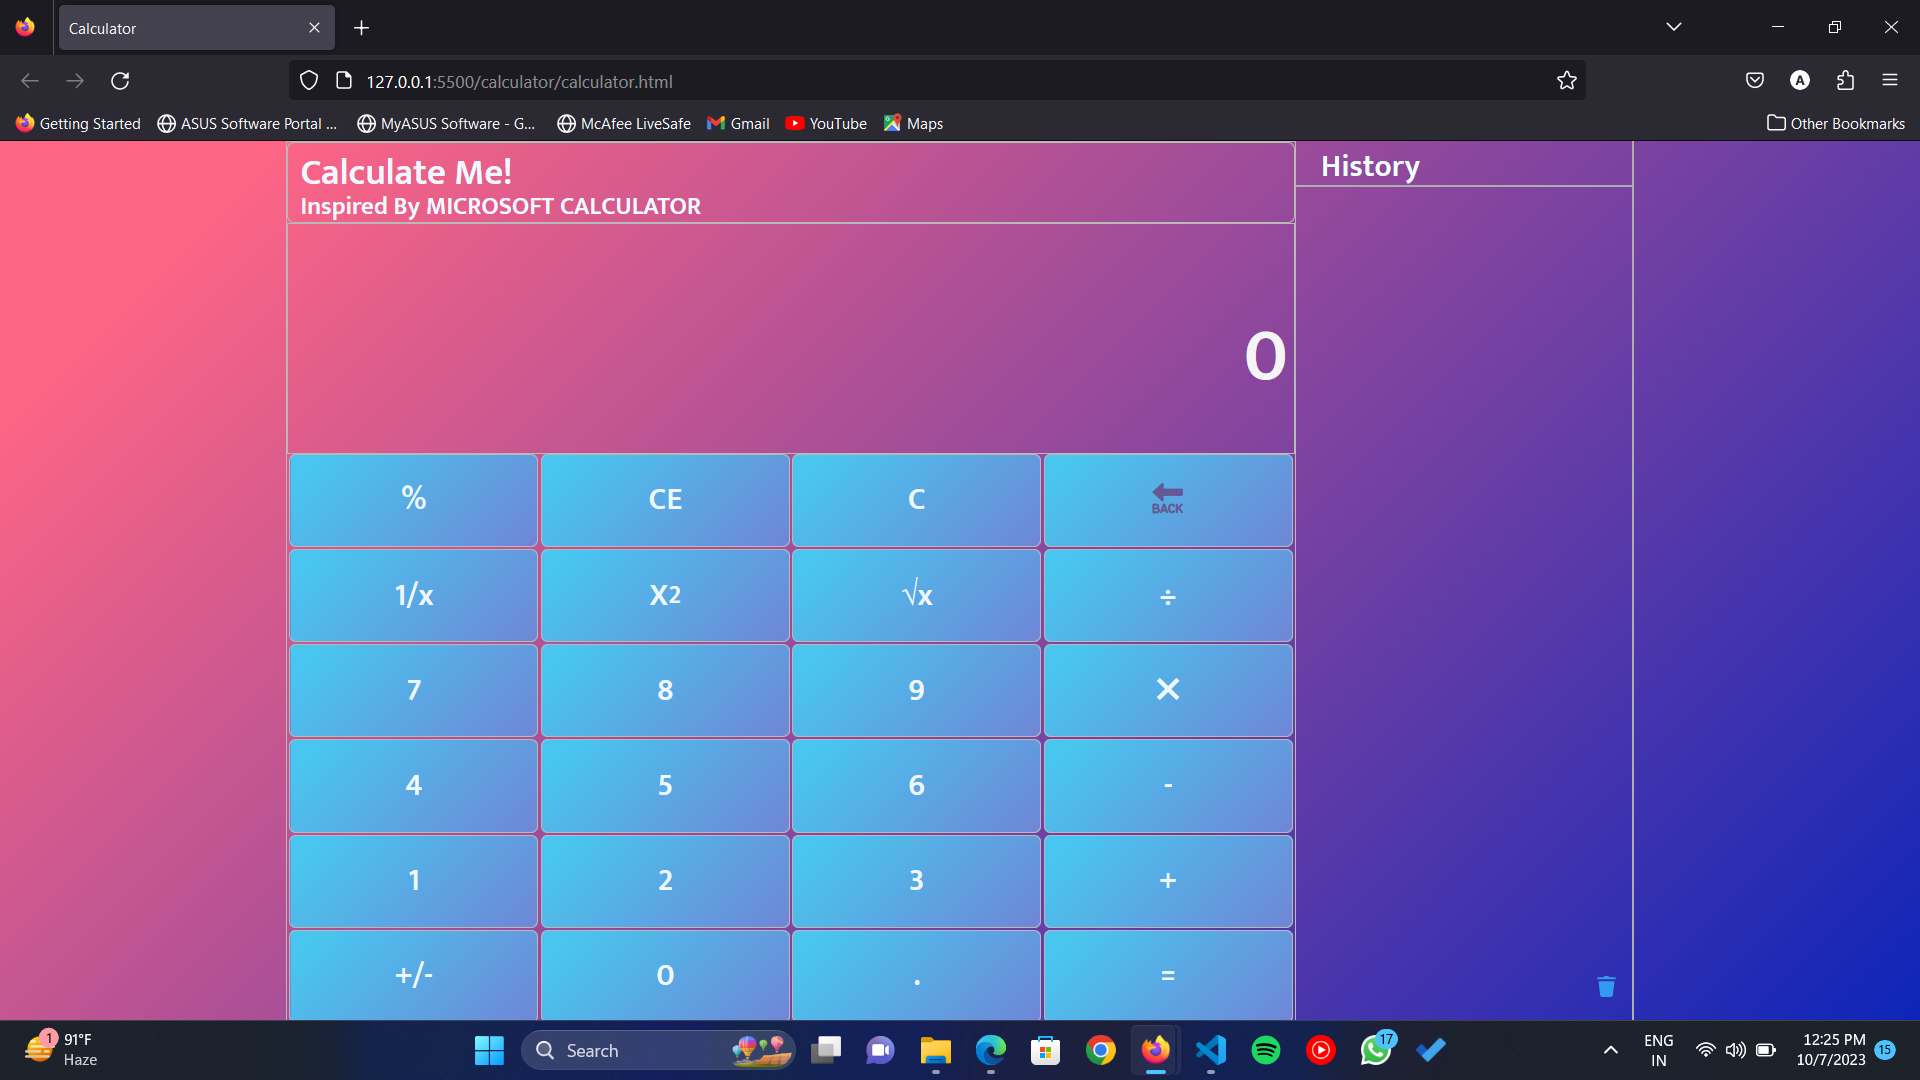 Calculator
127.0.0.1:5500/calculator/calculator.html
A
Getting Started
ASUS Software Portal ...
MyASUS Software - G...
McAfee LiveSafe
Gmail
YouTube
Maps
Other Bookmarks
Calculate Me!
Inspired By MICROSOFT CALCULATOR
History
0
% CE C BACK
1/x X2 √x ÷
7 8 9 ×
4 5 6 -
1 2 3 +
+/- 0 . =
1
91°F
Haze
Search
17
ENG
IN
12:25 PM
10/7/2023
15